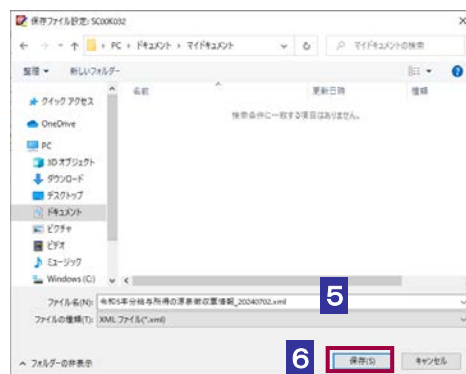 保存ファイル設定: SC00K032
PC › ドキュメント › マイドキュメント
マイドキュメントの検索
整理 新しいフォルダー
名前 更新日時 種類
検索条件に一致する項目はありません。
クイック アクセス
OneDrive
PC
3D オブジェクト
ダウンロード
デスクトップ
ドキュメント
ピクチャ
ビデオ
ミュージック
Windows (C:)
ファイル名(N): 令和5年分給与所得の源泉徴収票情報_20240702.xml
5
ファイルの種類(T): XML ファイル(*.xml)
フォルダーの非表示
6
保存(S)
キャンセル